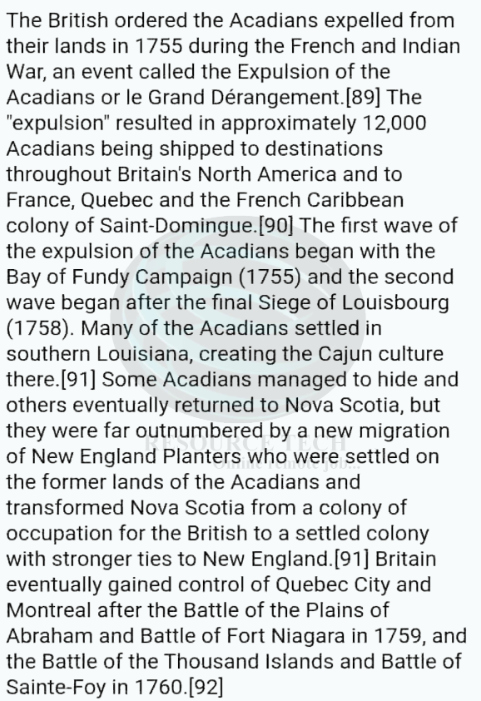 The British ordered the Acadians expelled from
their lands in 1755 during the French and Indian
War, an event called the Expulsion of the
Acadians or le Grand Dérangement.[89] The
"expulsion" resulted in approximately 12,000
Acadians being shipped to destinations
throughout Britain's North America and to
France, Quebec and the French Caribbean
colony of Saint-Domingue.[90] The first wave of
the expulsion of the Acadians began with the
Bay of Fundy Campaign (1755) and the second
wave began after the final Siege of Louisbourg
(1758). Many of the Acadians settled in
southern Louisiana, creating the Cajun culture
there.[91] Some Acadians managed to hide and
others eventually returned to Nova Scotia, but
they were far outnumbered by a new migration
RESOURCE TECH
of New England Planters who were settled on
Online remote job...
the former lands of the Acadians and
transformed Nova Scotia from a colony of
occupation for the British to a settled colony
with stronger ties to New England.[91] Britain
eventually gained control of Quebec City and
Montreal after the Battle of the Plains of
Abraham and Battle of Fort Niagara in 1759, and
the Battle of the Thousand Islands and Battle of
Sainte-Foy in 1760.[92]